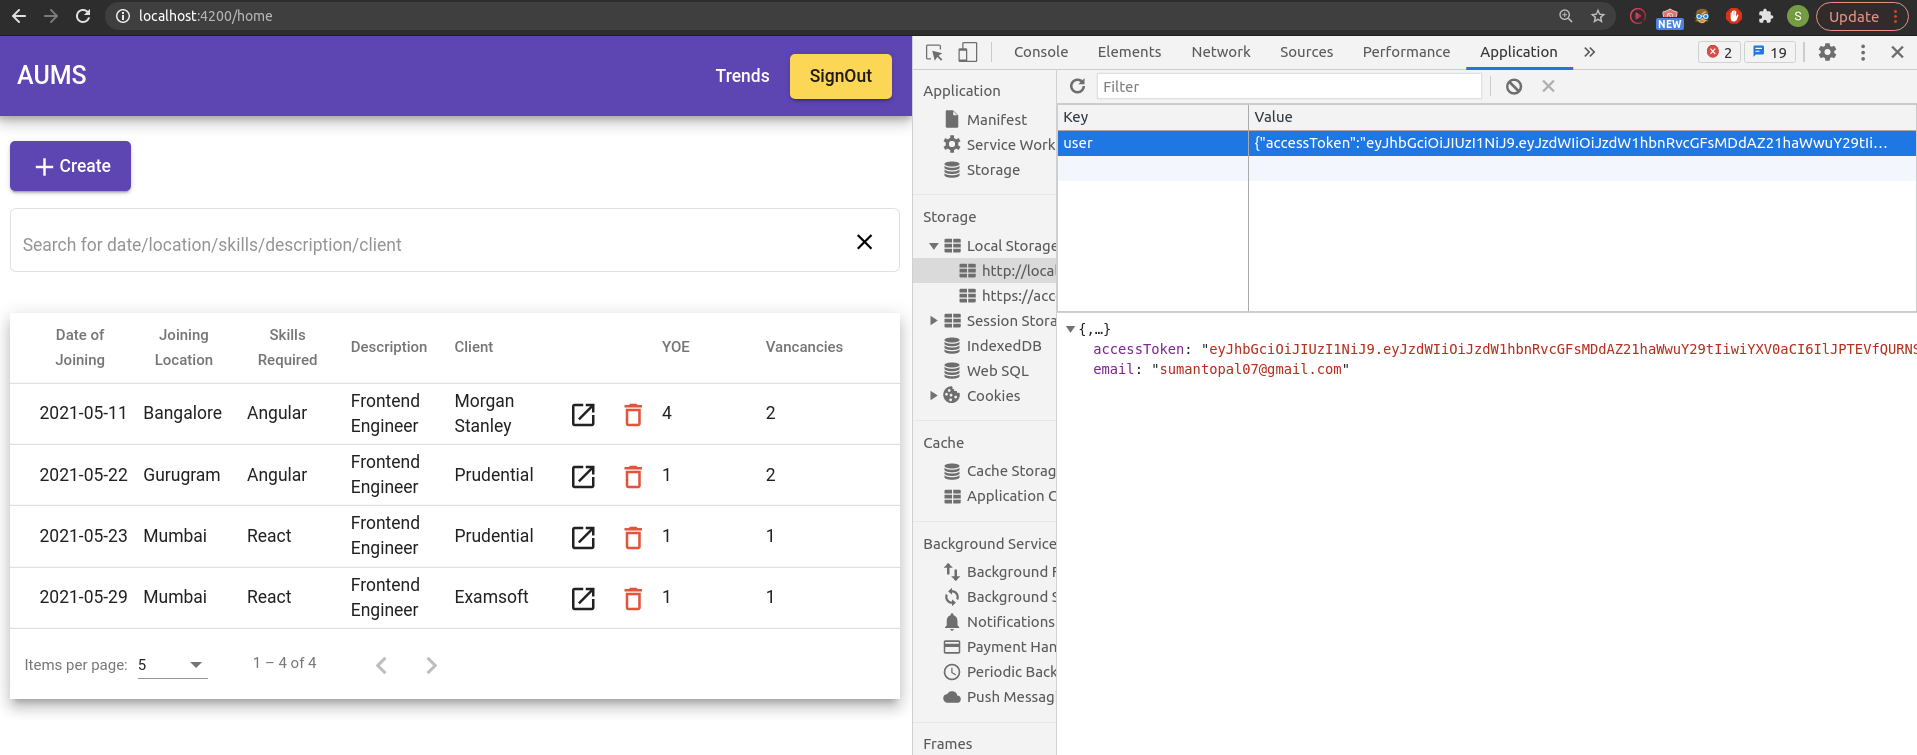 localhost:4200/home
NEW
S
Update
AUMS
Trends
SignOut
Create
Search for date/location/skills/description/client
Date of Joining
Joining Location
Skills Required
Description
Client
YOE
Vancancies
2021-05-11 Bangalore Angular Frontend Engineer Morgan Stanley 4 2
2021-05-22 Gurugram Angular Frontend Engineer Prudential 1 2
2021-05-23 Mumbai React Frontend Engineer Prudential 1 1
2021-05-29 Mumbai React Frontend Engineer Examsoft 1 1
Items per page: 5 1 – 4 of 4
Console Elements Network Sources Performance Application 2 19
Application
Manifest
Service Work
Storage
Storage
Local Storage
http://loca
https://acc
Session Stora
IndexedDB
Web SQL
Cookies
Cache
Cache Storag
Application C
Background Service
Background F
Background S
Notifications
Payment Han
Periodic Back
Push Messag
Frames
Filter
Key Value
user {"accessToken":"eyJhbGciOiJIUzI1NiJ9.eyJzdWIiOiJzdW1hbnRvcGFsMDdAZ21haWwuY29tIi…
{,…}
accessToken: "eyJhbGciOiJIUzI1NiJ9.eyJzdWIiOiJzdW1hbnRvcGFsMDdAZ21haWwuY29tIiwiYXV0aCI6IlJPTEVfQURNS
email: "sumantopal07@gmail.com"